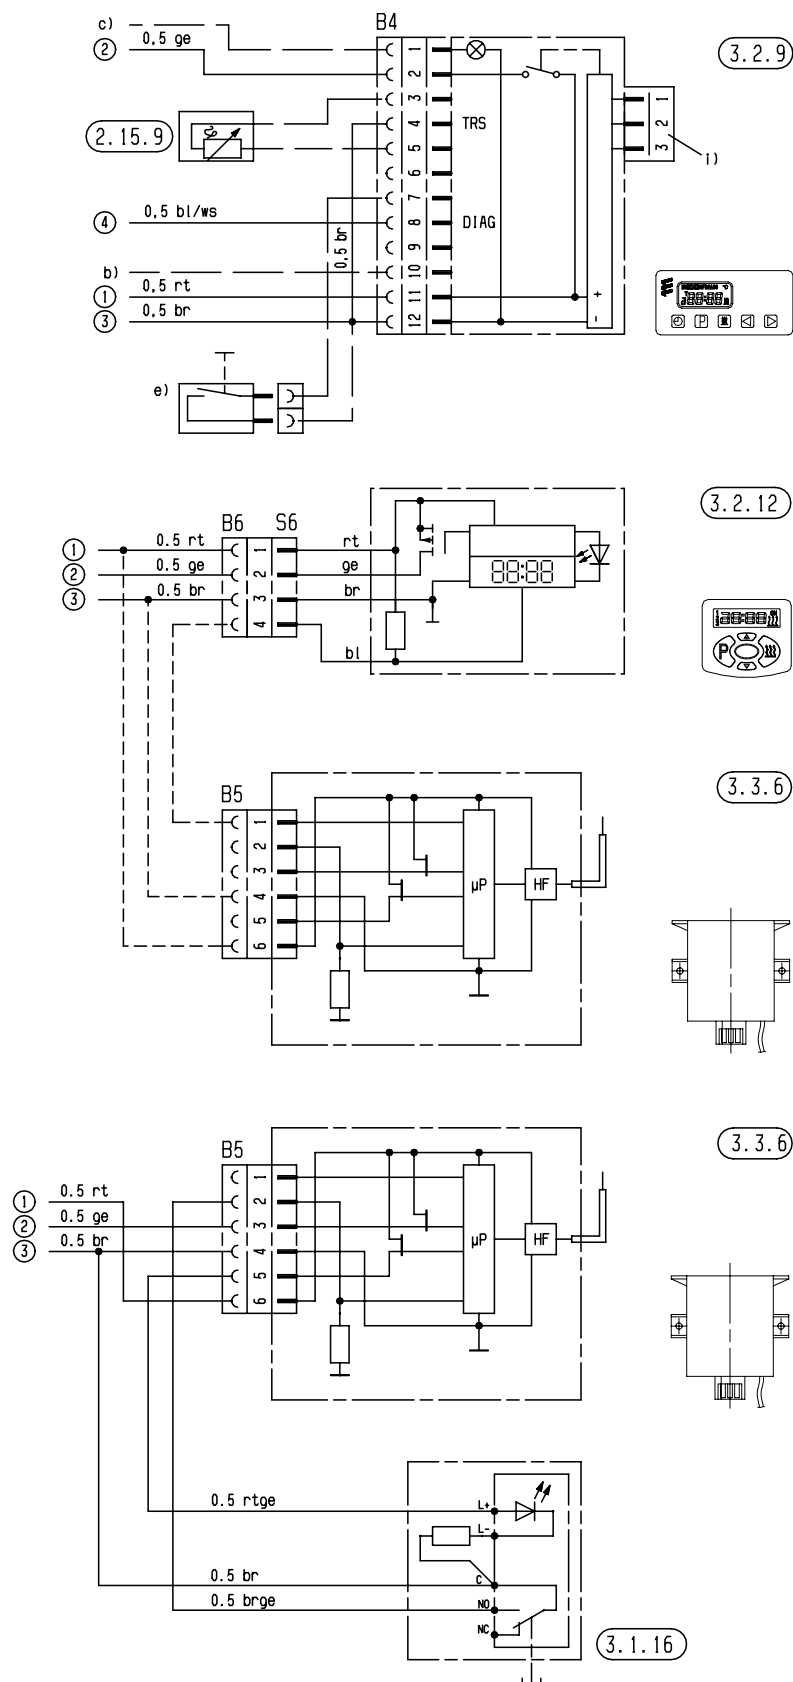 c)
B4
② 0.5 ge
3.2.9
1
2
3
4 TRS
5
6
7
8 DIAG
9
10
11
12
1
2
3
i)
2.15.9
④ 0.5 bl/ws
0.5 br
b)
① 0.5 rt
③ 0.5 br
+
-
88:88
P
e)
3.2.12
B6 S6
① 0.5 rt 1 rt
② 0.5 ge 2 ge
③ 0.5 br 3 br
4 bl
88:88
88:88
P
3.3.6
B5
1
2
3
4
5
6
µP
HF
3.3.6
B5
① 0.5 rt
② 0.5 ge
③ 0.5 br
1
2
3
4
5
6
µP
HF
0.5 rtge L+
L-
0.5 br C
0.5 brge NO
NC
3.1.16